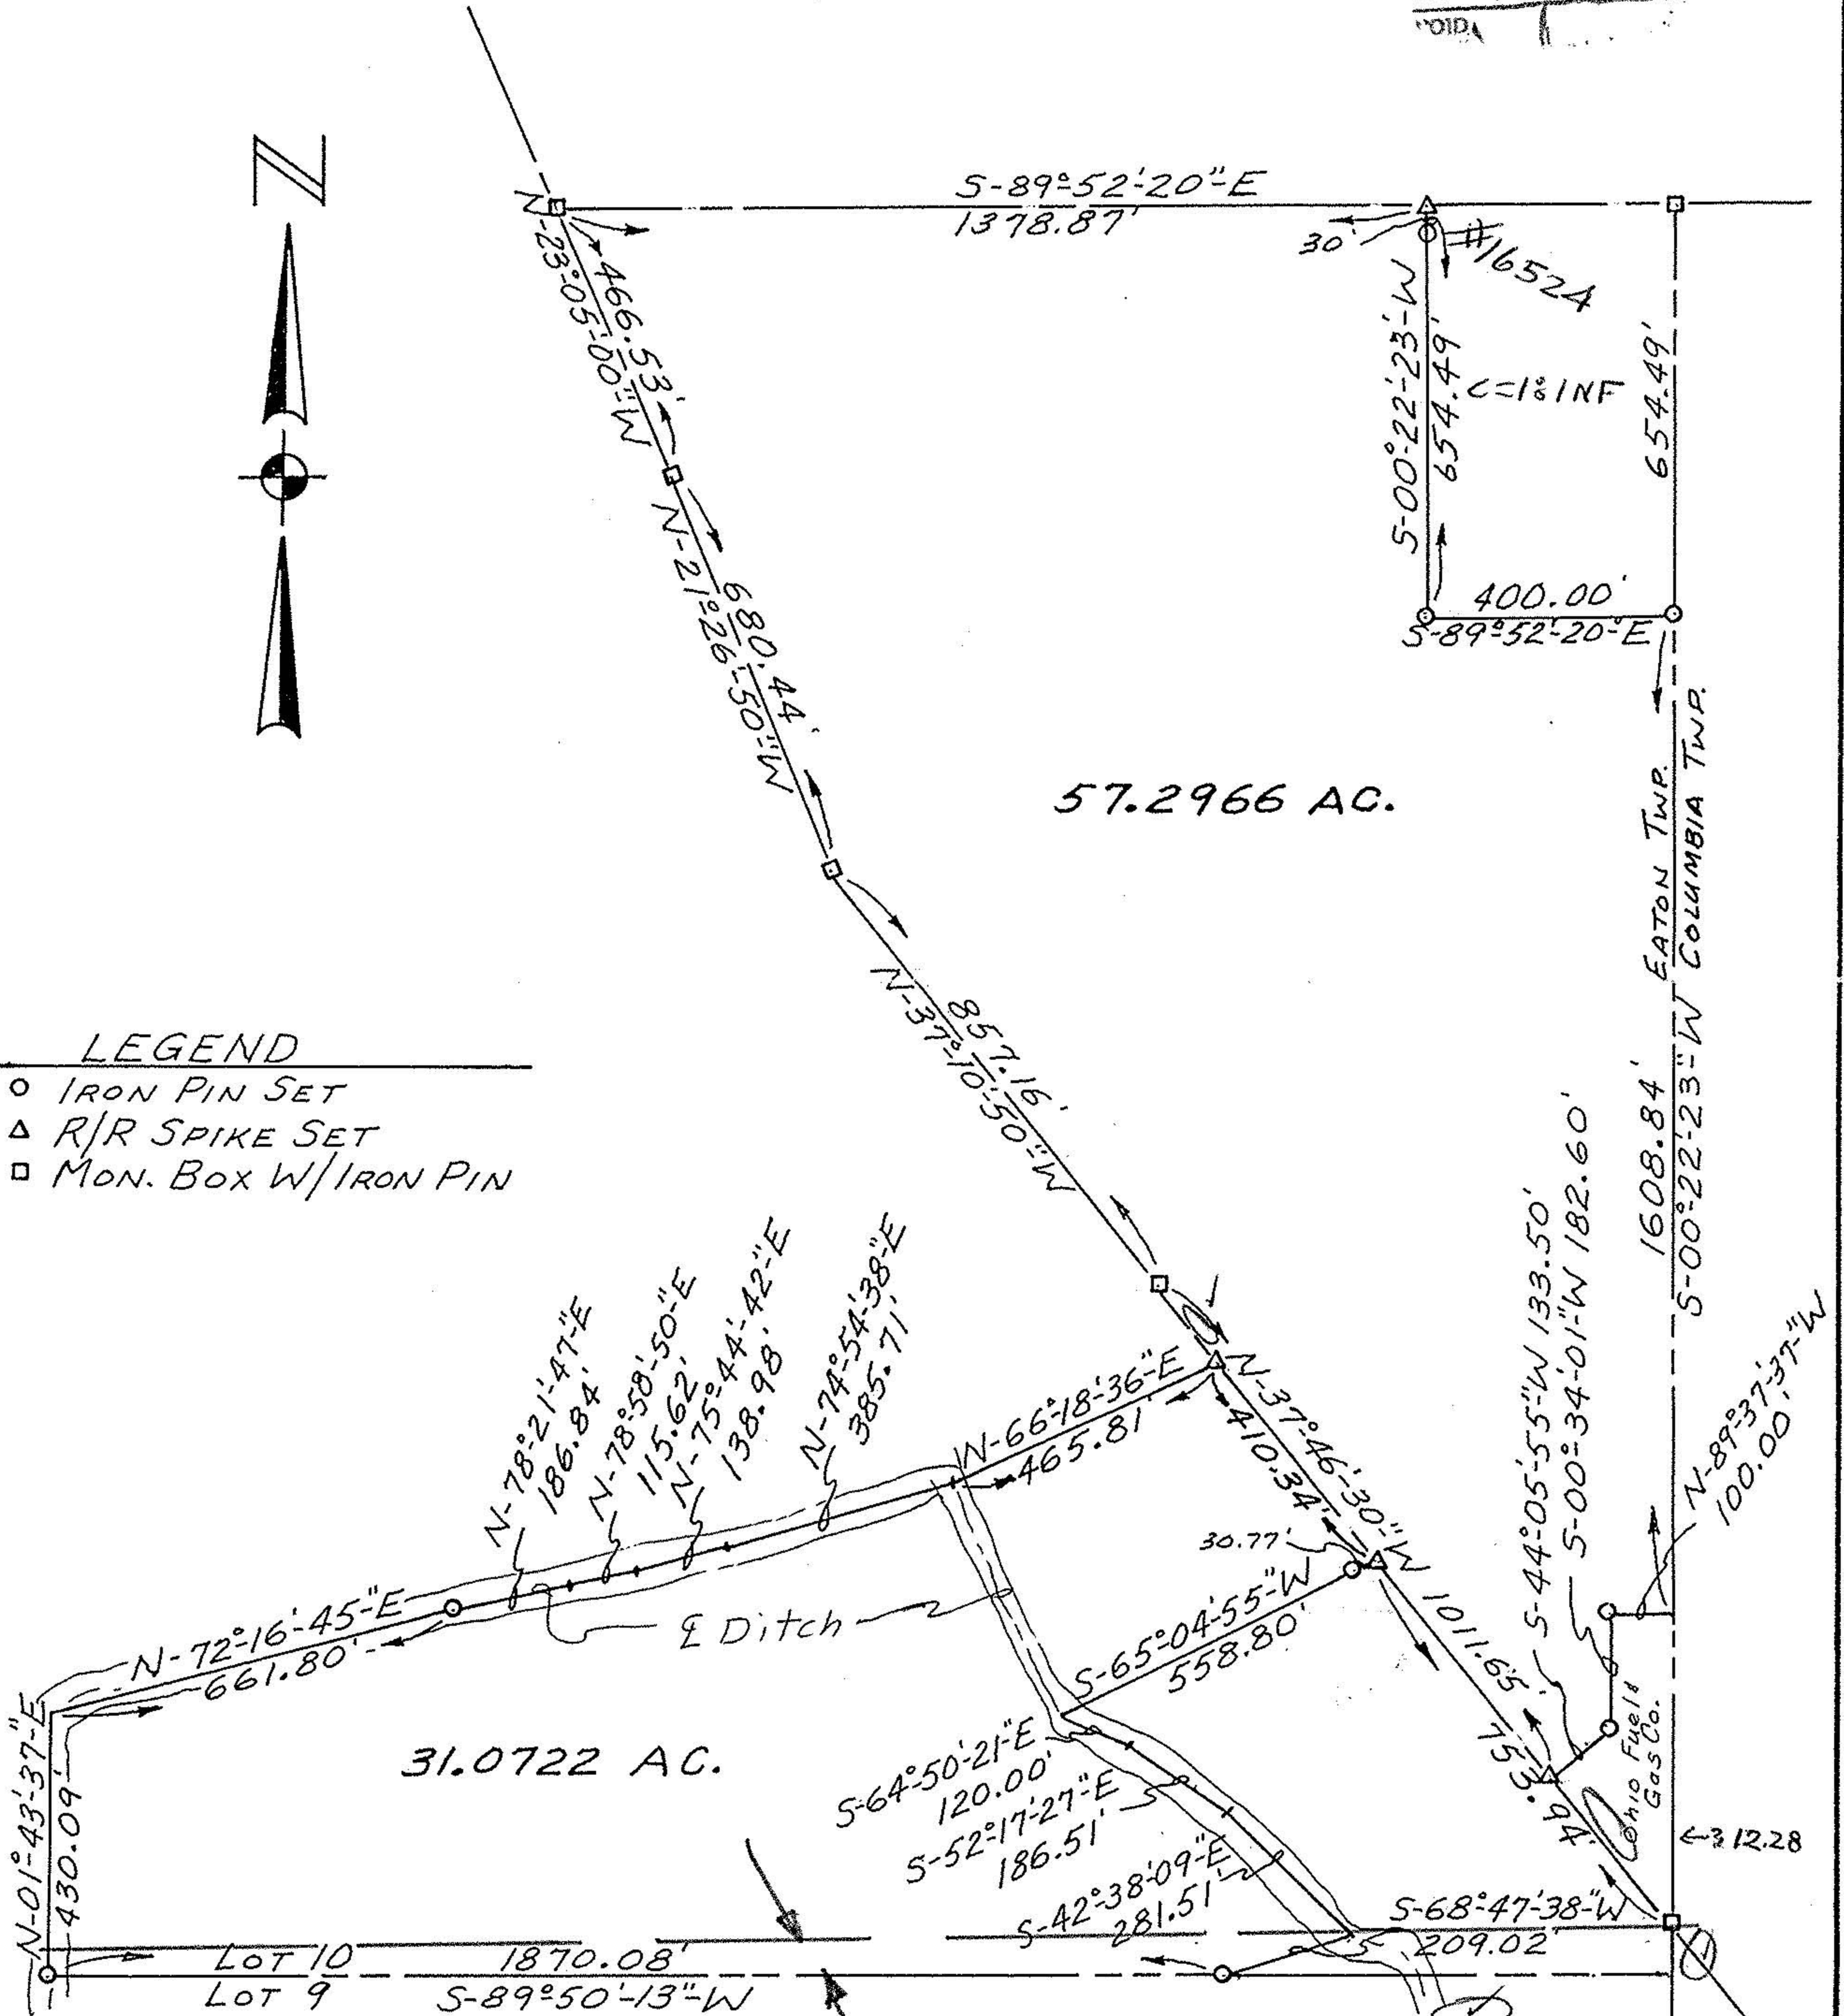 N
S-89°-52'-20"-E
1378.87'
30'
#16524
N-23°-05'-00"-W
466.53'
S-00°-22'-23'-W
654.49'
C=1°INF
654.49'
400.00'
S-89°-52'-20"-E
N-21°-26'-50"-W
680.44'
57.2966 AC.
EATON TWP.
COLUMBIA TWP.
N-37°-10'-50"-W
857.16'
1608.84'
S-00°-22'-23"-W
LEGEND
IRON PIN SET
R/R SPIKE SET
MON. BOX W/IRON PIN
N-78°-21'-47"-E
186.84'
N-78°-58'-50"-E
115.62'
N-75°-44'-42"-E
138.98'
N-74°-54'-38"-E
385.71'
N-66°-18'-36"-E
465.81'
N-37°-46'-30"-W
410.34'
30.77'
S-44°-05'-55"-W 133.50'
S-00°-34'-01"-W 182.60'
N-89°-37'-37"-W
100.00'
1011.65'
753.94'
S-65°-04'-55"-W
558.80'
℄ Ditch
N-72°-16'-45"-E
661.80'
N-01°-43'-37"-E
430.09'
31.0722 AC.
S-64°-50'-21"-E
120.00'
S-52°-17'-27"-E
186.51'
S-42°-38'-09"-E
281.51'
Ohio Fuel
Gas Co.
312.28
S-68°-47'-38"-W
209.02'
LOT 10
1870.08'
LOT 9
S-89°-50'-13"-W